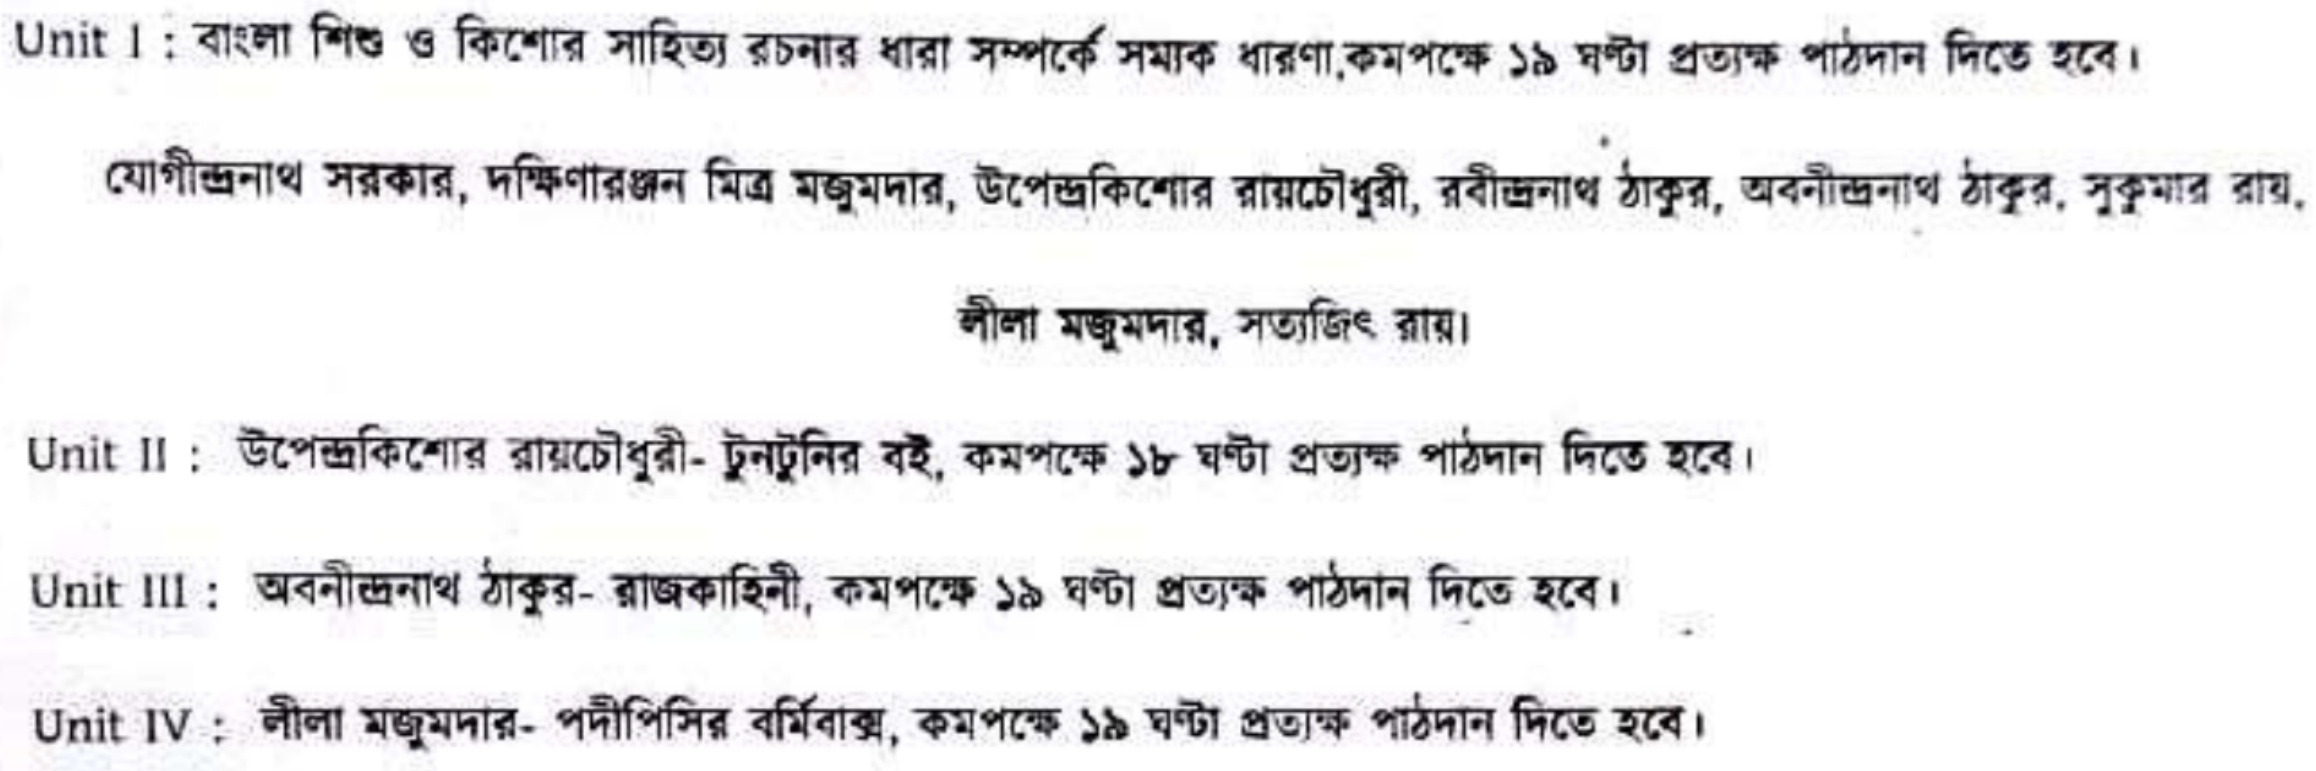 Unit I : বাংলা শিশু ও কিশোর সাহিত্য রচনার ধারা সম্পর্কে সম্যক ধারণা,কমপক্ষে ১৯ ঘণ্টা প্রত্যক্ষ পাঠদান দিতে হবে।
যোগীন্দ্রনাথ সরকার, দক্ষিণারঞ্জন মিত্র মজুমদার, উপেন্দ্রকিশোর রায়চৌধুরী, রবীন্দ্রনাথ ঠাকুর, অবনীন্দ্রনাথ ঠাকুর, সুকুমার রায়,
লীলা মজুমদার, সত্যজিৎ রায়।
Unit II : উপেন্দ্রকিশোর রায়চৌধুরী- টুনটুনির বই, কমপক্ষে ১৮ ঘণ্টা প্রত্যক্ষ পাঠদান দিতে হবে।
Unit III : অবনীন্দ্রনাথ ঠাকুর- রাজকাহিনী, কমপক্ষে ১৯ ঘণ্টা প্রত্যক্ষ পাঠদান দিতে হবে।
Unit IV : লীলা মজুমদার- পদীপিসির বর্মিবাক্স, কমপক্ষে ১৯ ঘণ্টা প্রত্যক্ষ পাঠদান দিতে হবে।